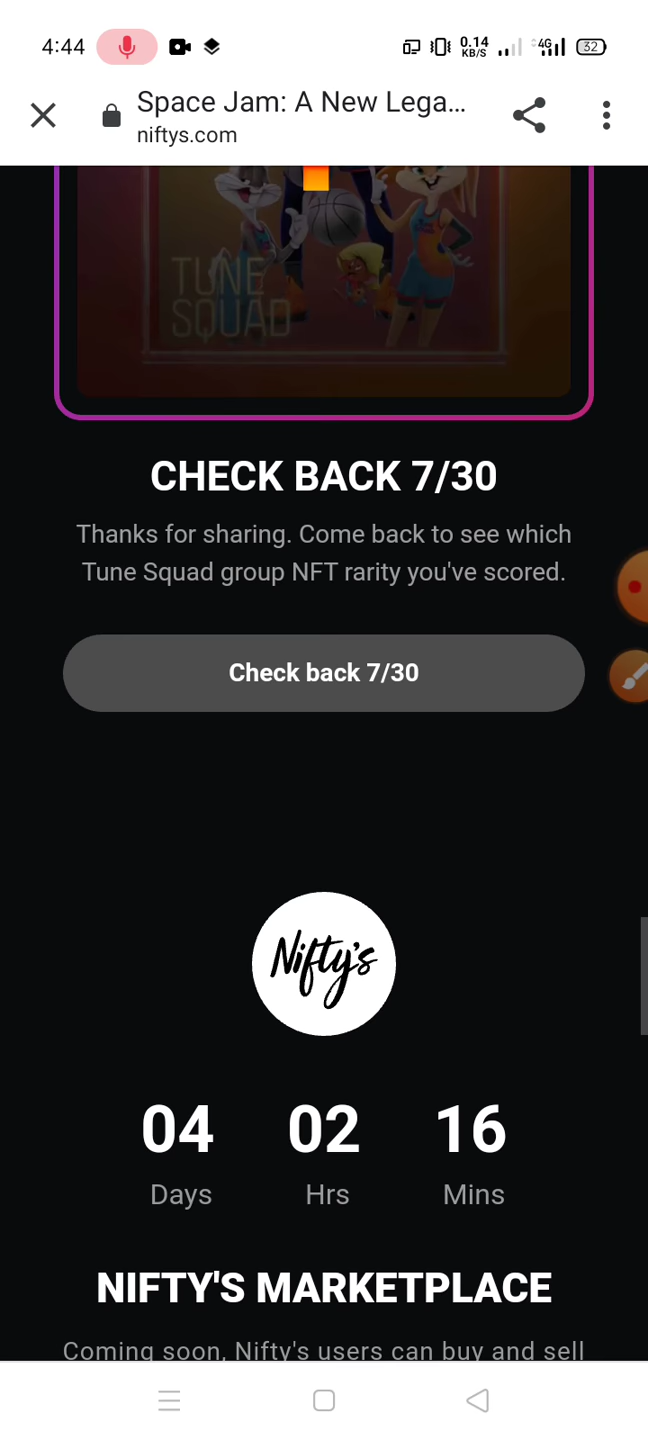 4:44
0.14
KB/S
4G
32
Space Jam: A New Lega...
niftys.com
TUNE
SQUAD
CHECK BACK 7/30
Thanks for sharing. Come back to see which
Tune Squad group NFT rarity you've scored.
Check back 7/30
Nifty's
04 02 16
Days Hrs Mins
NIFTY'S MARKETPLACE
Coming soon, Nifty's users can buy and sell